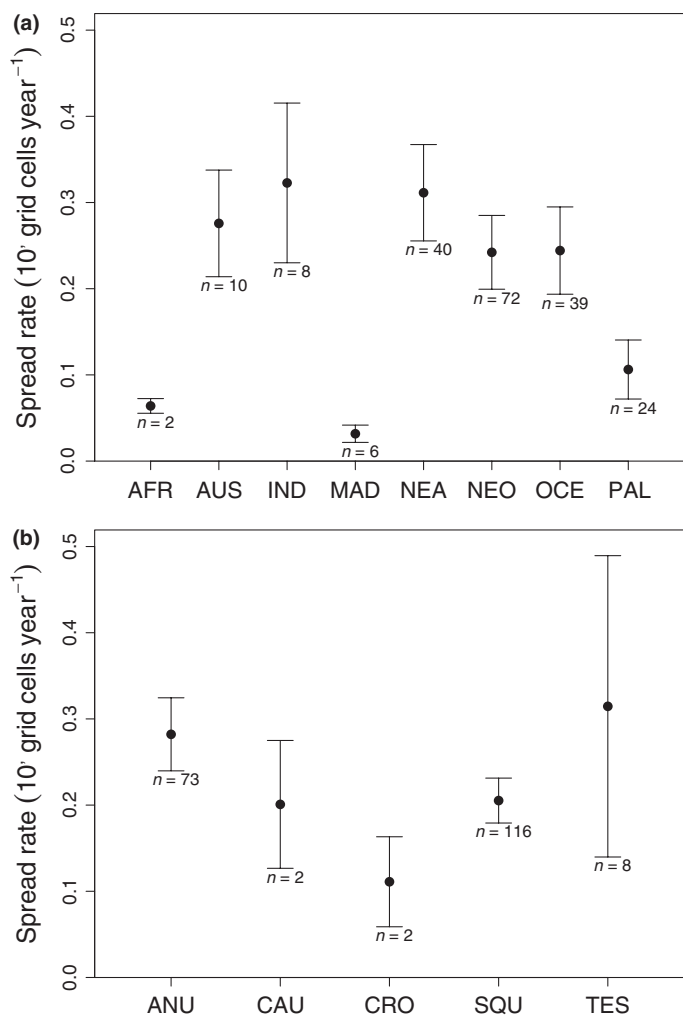 (a)
Spread rate (10' grid cells year⁻¹)
0.5
0.4
0.3
0.2
0.1
0.0
n = 2
n = 10
n = 8
n = 6
n = 40
n = 72
n = 39
n = 24
AFR AUS IND MAD NEA NEO OCE PAL
(b)
Spread rate (10' grid cells year⁻¹)
0.5
0.4
0.3
0.2
0.1
0.0
n = 73
n = 2
n = 2
n = 116
n = 8
ANU CAU CRO SQU TES